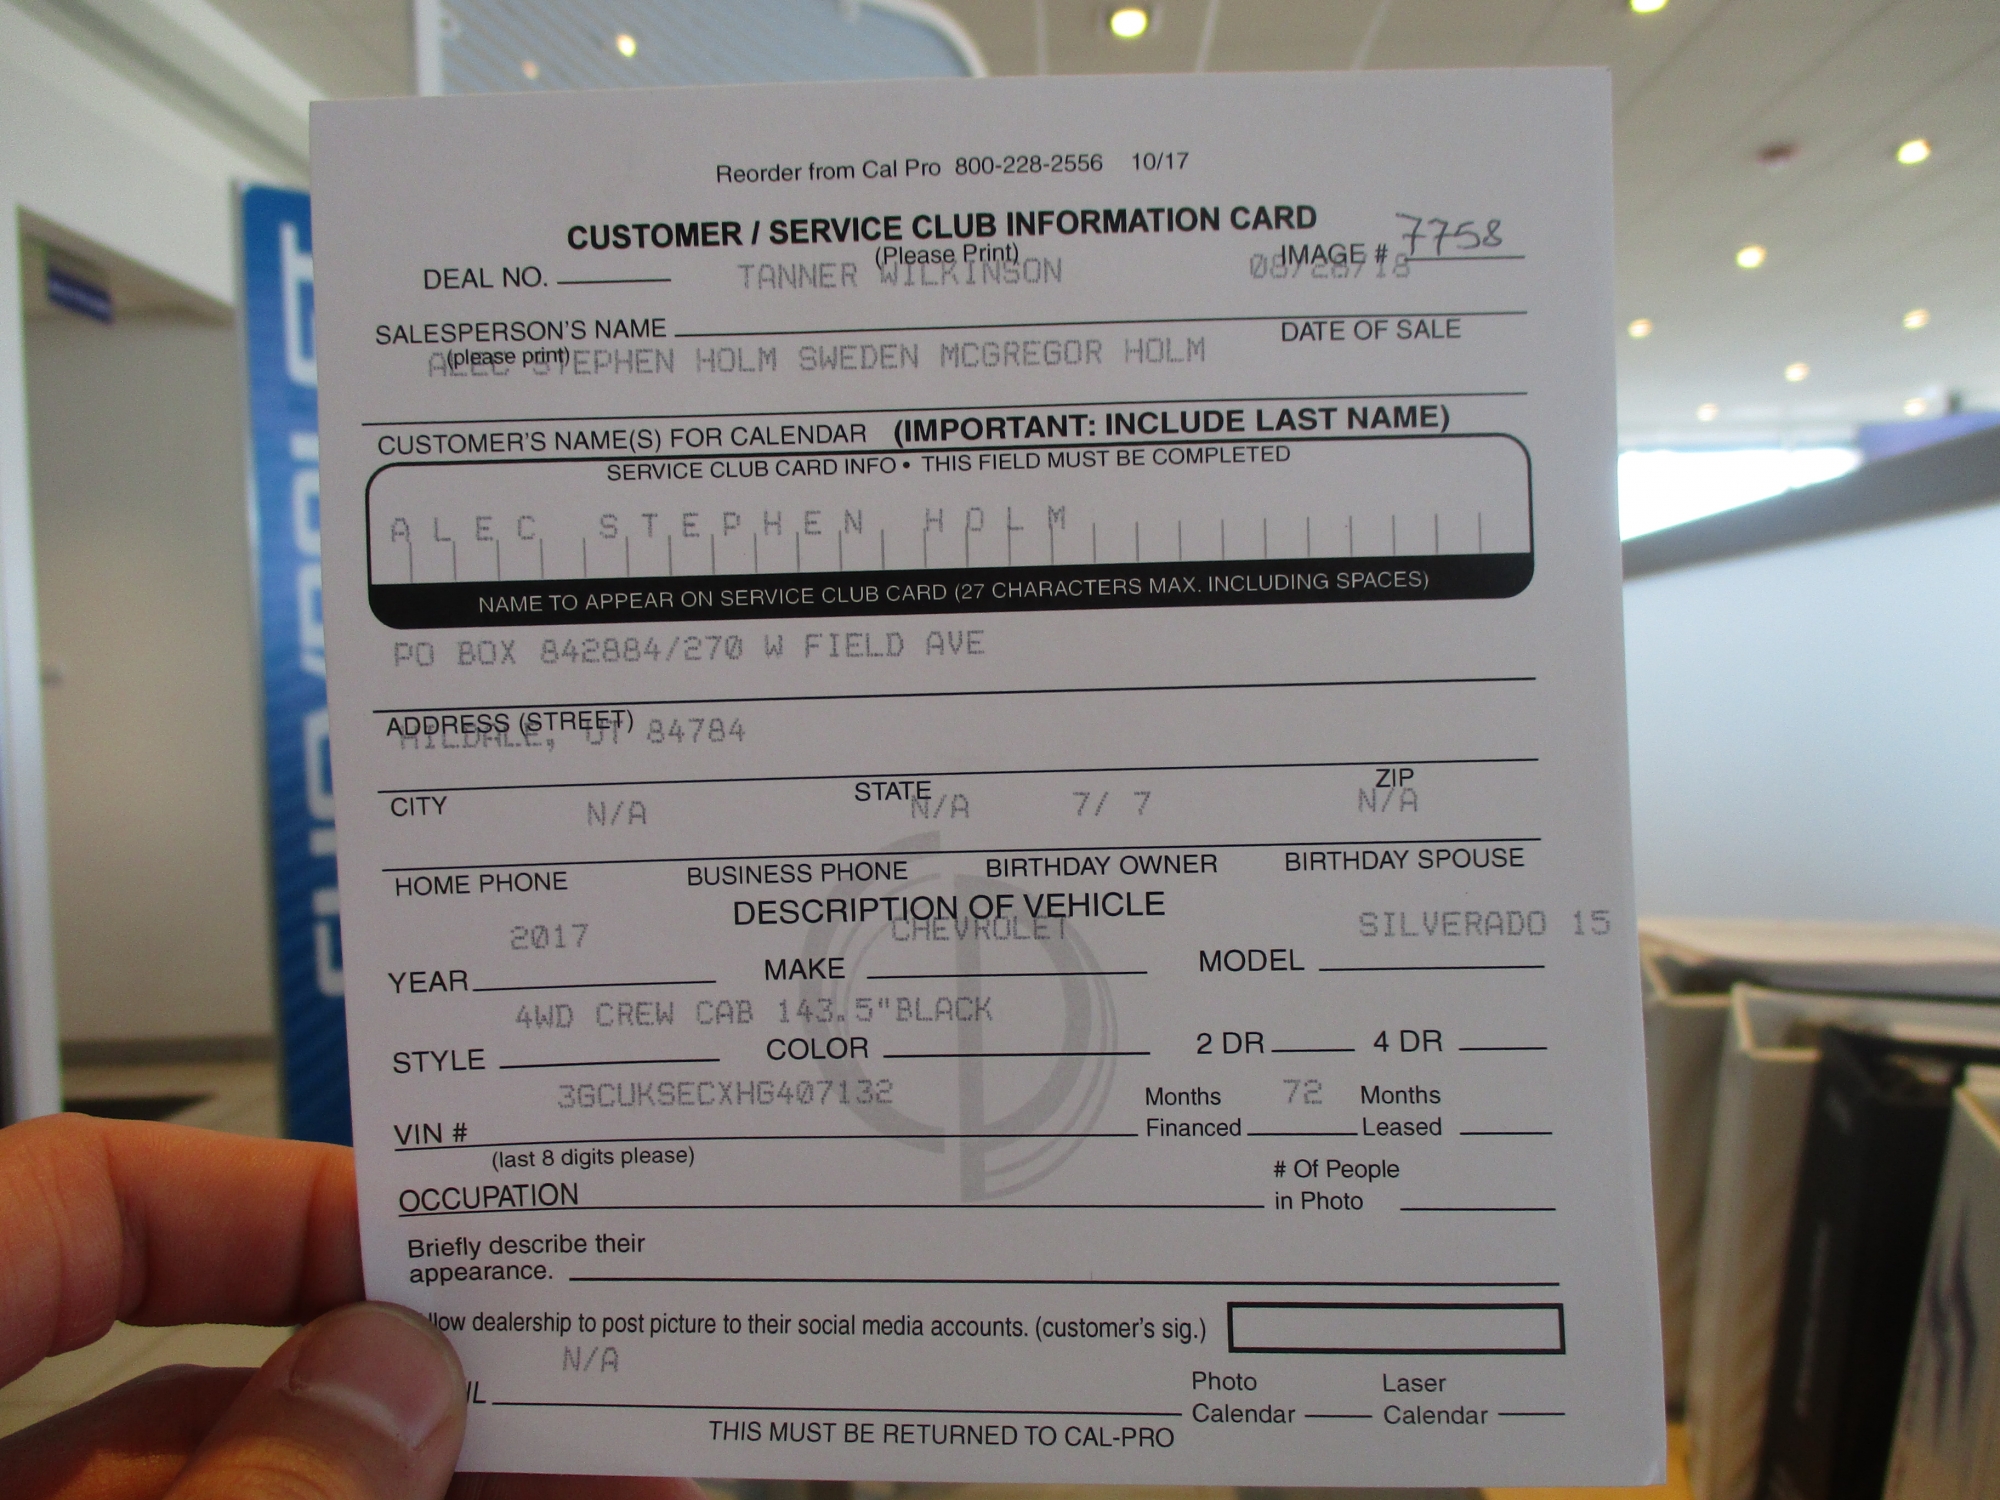 Reorder from Cal Pro 800-228-2556 10/17
CUSTOMER / SERVICE CLUB INFORMATION CARD
(Please Print)
IMAGE # 7758
DEAL NO. TANNER WILKINSON 08/28/18
SALESPERSON'S NAME DATE OF SALE
(please print)
ALEC STEPHEN HOLM SWEDEN MCGREGOR HOLM
CUSTOMER'S NAME(S) FOR CALENDAR (IMPORTANT: INCLUDE LAST NAME)
SERVICE CLUB CARD INFO • THIS FIELD MUST BE COMPLETED
ALEC STEPHEN HOLM
NAME TO APPEAR ON SERVICE CLUB CARD (27 CHARACTERS MAX. INCLUDING SPACES)
PO BOX 842884/270 W FIELD AVE
ADDRESS (STREET)
HILDALE, UT 84784
CITY STATE ZIP
N/A N/A 7/ 7 N/A
HOME PHONE BUSINESS PHONE BIRTHDAY OWNER BIRTHDAY SPOUSE
DESCRIPTION OF VEHICLE
2017 CHEVROLET SILVERADO 15
YEAR MAKE MODEL
4WD CREW CAB 143.5"BLACK
STYLE COLOR 2 DR 4 DR
3GCUKSECXHG407132 Months 72 Months
VIN # Financed Leased
(last 8 digits please)
# Of People
OCCUPATION in Photo
Briefly describe their
appearance.
low dealership to post picture to their social media accounts. (customer's sig.)
N/A
IL
Photo Laser
Calendar Calendar
THIS MUST BE RETURNED TO CAL-PRO
CHEVROLET